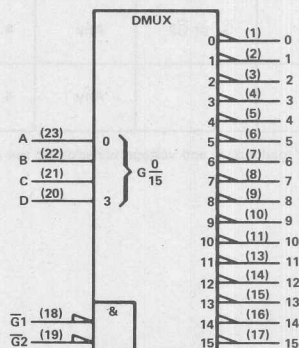 DMUX
0 (1) 0
1 (2) 1
2 (3) 2
3 (4) 3
4 (5) 4
A (23) 0 5 (6) 5
B (22) 6 (7) 6
C (21) G 0/15 7 (8) 7
D (20) 3 8 (9) 8
9 (10) 9
10 (11) 10
11 (13) 11
12 (14) 12
& 13 (15) 13
G̅1 (18) 14 (16) 14
G̅2 (19) 15 (17) 15